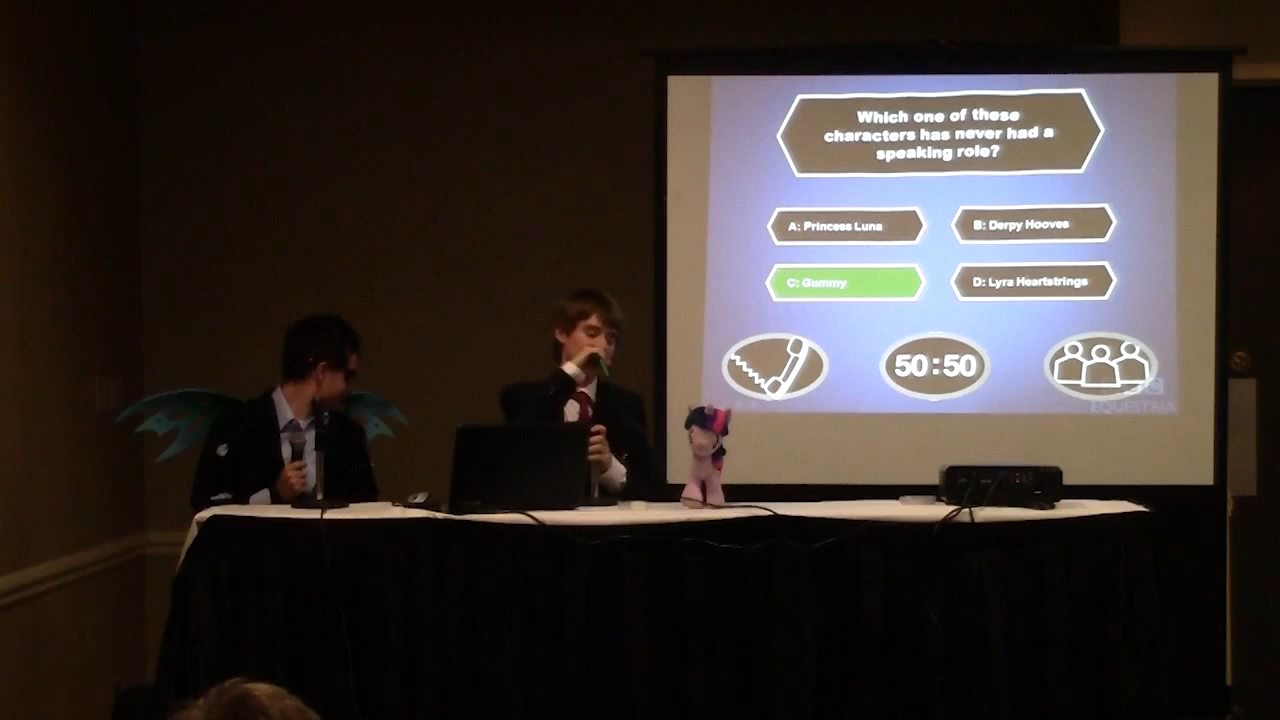 Which one of these
characters has never had a
speaking role?
A: Princess Luna
B: Derpy Hooves
C: Gummy
D: Lyra Heartstrings
50:50
EQUESTRIA